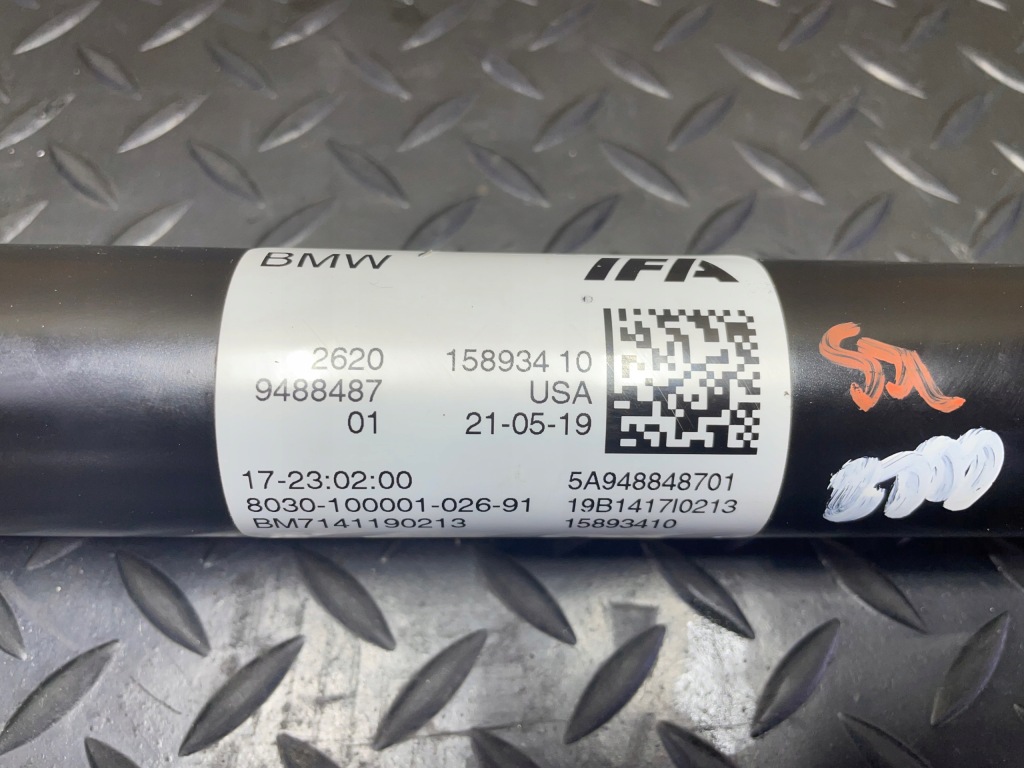 BMW IFA
2620 158934 10
9488487 USA
01 21-05-19
17-23:02:00 5A948848701
8030-100001-026-91 19B1417I0213
BM7141190213 15893410